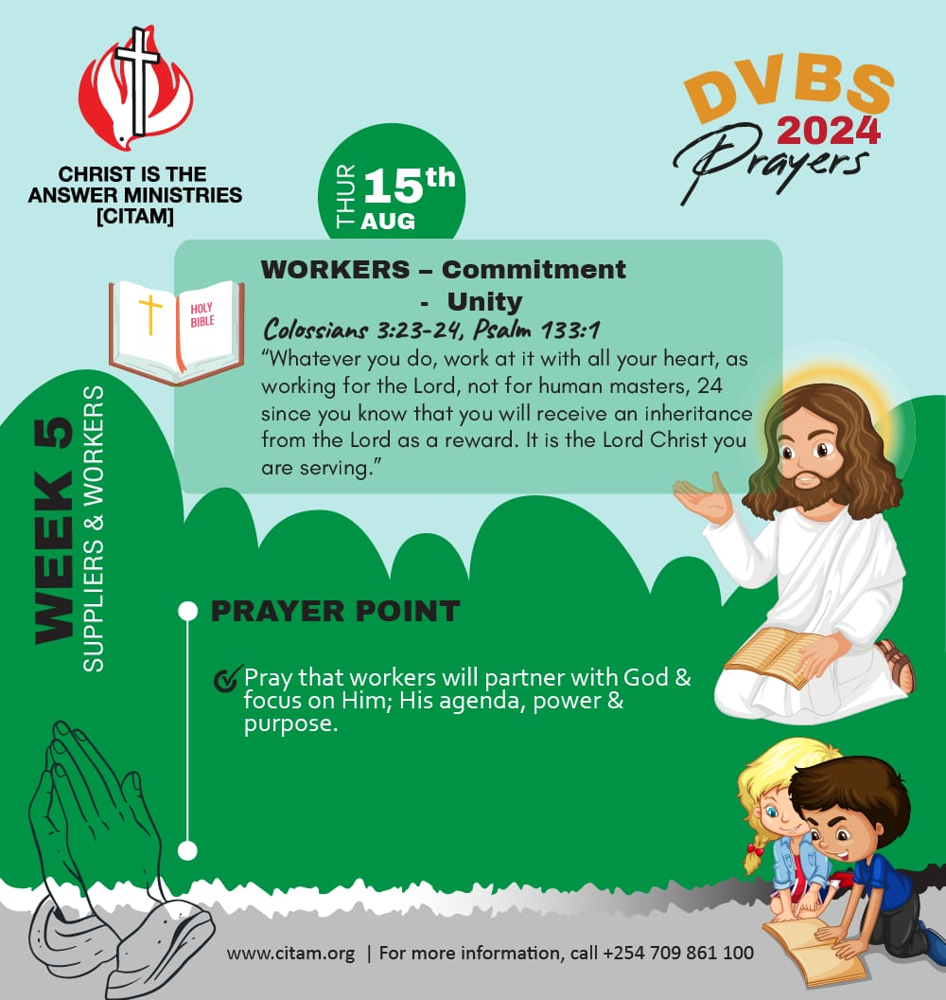 CHRIST IS THE
ANSWER MINISTRIES
[CITAM]
DVBS
2024
Prayers
THUR
15th
AUG
HOLY
BIBLE
WORKERS – Commitment
- Unity
Colossians 3:23-24, Psalm 133:1
“Whatever you do, work at it with all your heart, as
working for the Lord, not for human masters, 24
since you know that you will receive an inheritance
from the Lord as a reward. It is the Lord Christ you
are serving.”
WEEK 5
SUPPLIERS & WORKERS
PRAYER POINT
Pray that workers will partner with God &
focus on Him; His agenda, power &
purpose.
www.citam.org | For more information, call +254 709 861 100